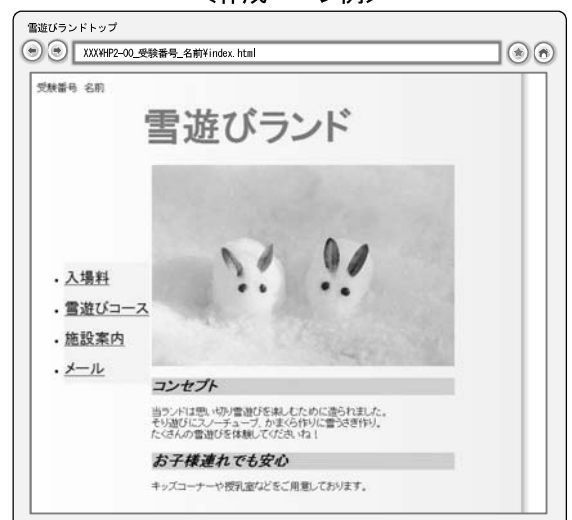 雪遊びランドトップ
XXX¥HP2-00_受験番号_名前¥index.html
受験番号 名前
雪遊びランド
・入場料
・雪遊びコース
・施設案内
・メール
コンセプト
当ランドは思い切り雪遊びを楽しむために造られました。
そり遊びにスノーチューブ、かまくら作りに雪うさぎ作り。
たくさんの雪遊びを体験してくださいね！
お子様連れでも安心
キッズコーナーや授乳室などをご用意しております。